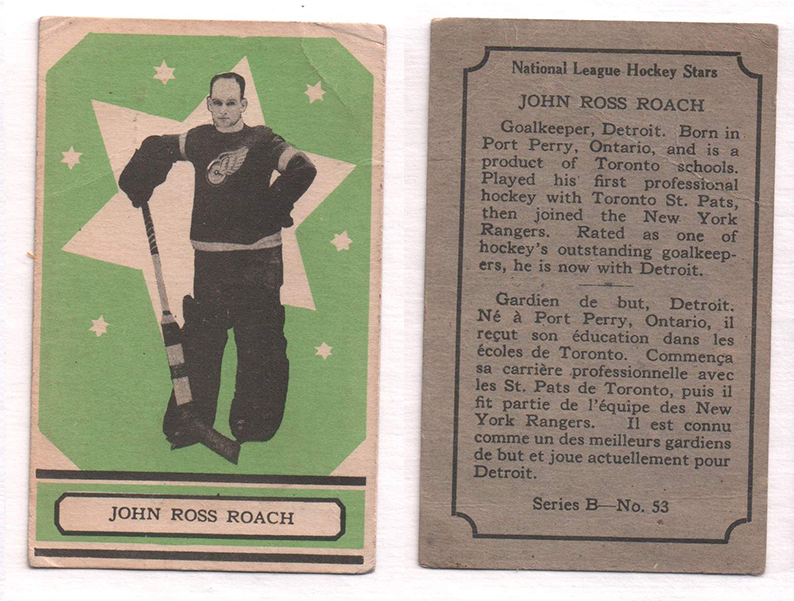 JOHN ROSS ROACH
National League Hockey Stars
JOHN ROSS ROACH
Goalkeeper, Detroit. Born in
Port Perry, Ontario, and is a
product of Toronto schools.
Played his first professional
hockey with Toronto St. Pats,
then joined the New York
Rangers. Rated as one of
hockey's outstanding goalkeep-
ers, he is now with Detroit.
Gardien de but, Detroit.
Né à Port Perry, Ontario, il
reçut son éducation dans les
écoles de Toronto. Commença
sa carrière professionnelle avec
les St. Pats de Toronto, puis il
fit partie de l'équipe des New
York Rangers. Il est connu
comme un des meilleurs gardiens
de but et joue actuellement pour
Detroit.
Series B—No. 53